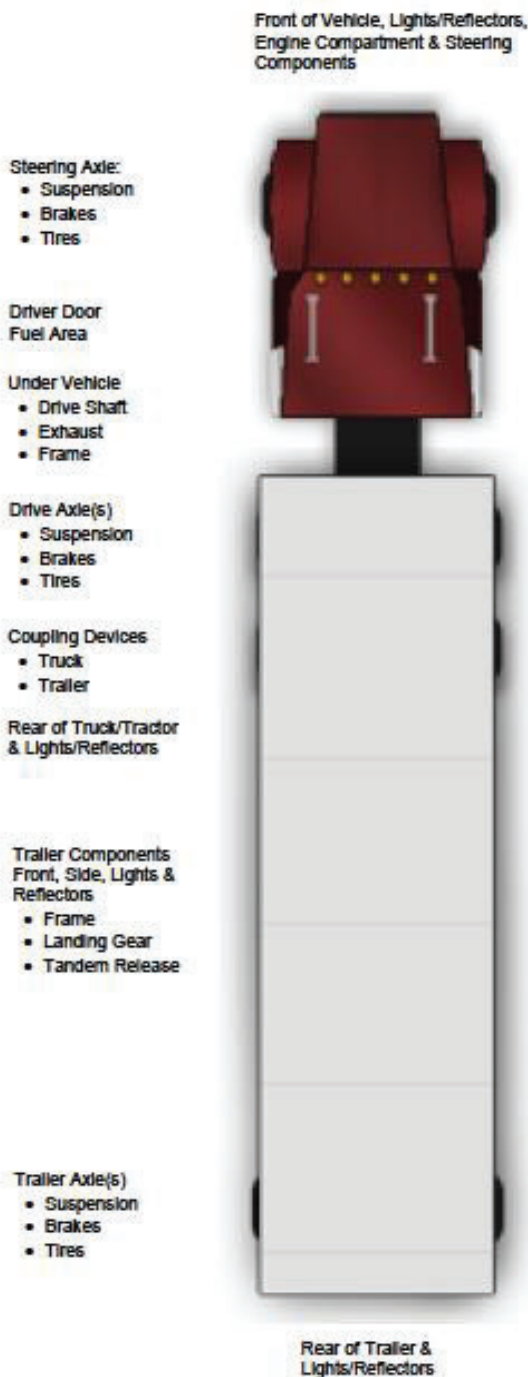 Front of Vehicle, Lights/Reflectors,
Engine Compartment & Steering
Components
Steering Axle:
• Suspension
• Brakes
• Tires
Driver Door
Fuel Area
Under Vehicle
• Drive Shaft
• Exhaust
• Frame
Drive Axle(s)
• Suspension
• Brakes
• Tires
Coupling Devices
• Truck
• Trailer
Rear of Truck/Tractor
& Lights/Reflectors
Trailer Components
Front, Side, Lights &
Reflectors
• Frame
• Landing Gear
• Tandem Release
Trailer Axle(s)
• Suspension
• Brakes
• Tires
Rear of Trailer &
Lights/Reflectors